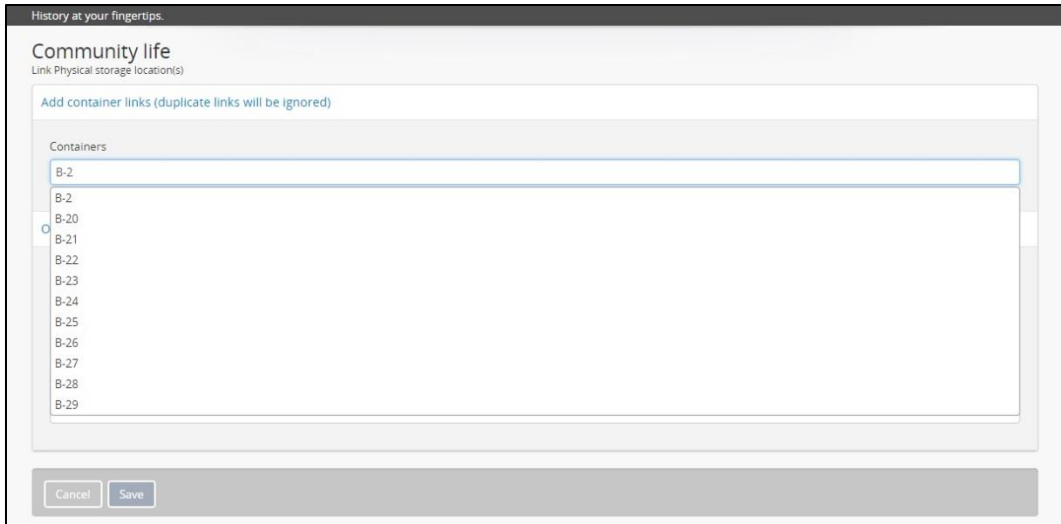 History at your fingertips.
Community life
Link Physical storage location(s)
Add container links (duplicate links will be ignored)
Containers
B-2
B-2
B-20
O
B-21
B-22
B-23
B-24
B-25
B-26
B-27
B-28
B-29
Cancel Save